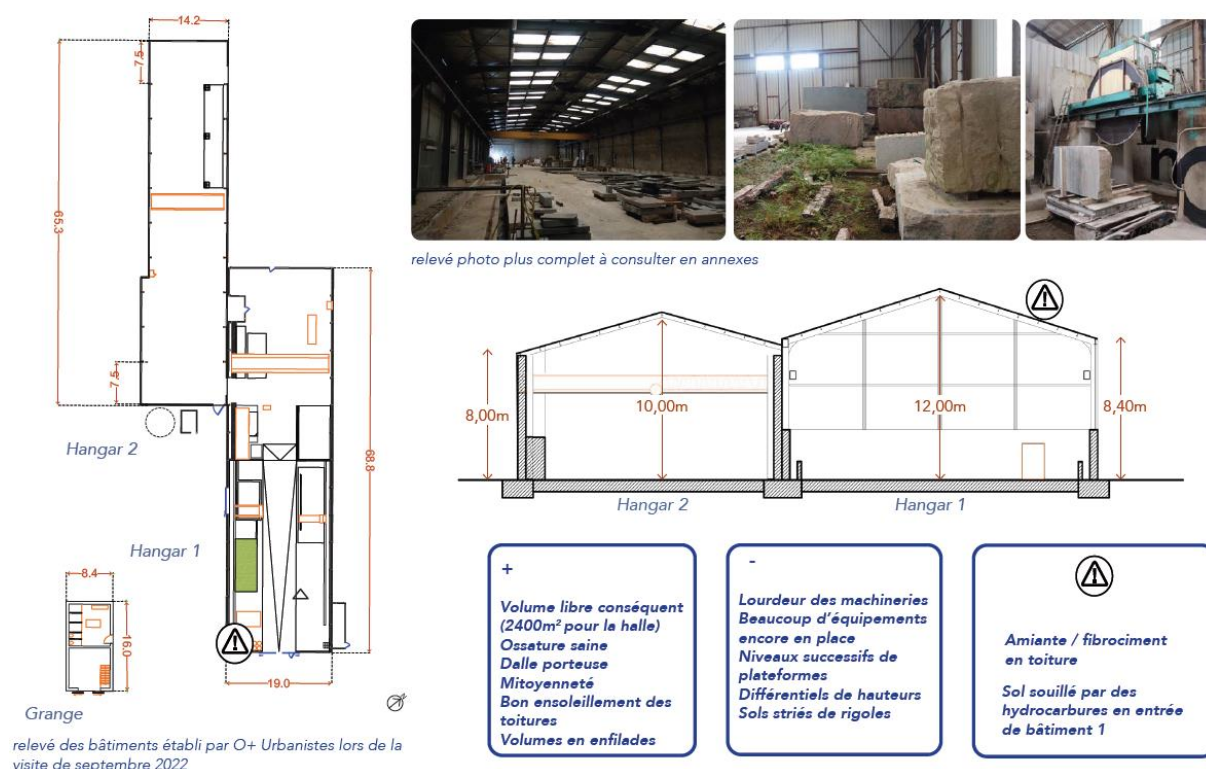 14.2
7.5
65.3
7.5
Hangar 2
68.8
Hangar 1
8.4
16.0
19.0
Grange
relevé des bâtiments établi par O+ Urbanistes lors de la
visite de septembre 2022
relevé photo plus complet à consulter en annexes
8,00m
10,00m
12,00m
8,40m
Hangar 2
Hangar 1
+
Volume libre conséquent
(2400m² pour la halle)
Ossature saine
Dalle porteuse
Mitoyenneté
Bon ensoleillement des
toitures
Volumes en enfilades
-
Lourdeur des machineries
Beaucoup d'équipements
encore en place
Niveaux successifs de
plateformes
Différentiels de hauteurs
Sols striés de rigoles
Amiante / fibrociment
en toiture
Sol souillé par des
hydrocarbures en entrée
de bâtiment 1